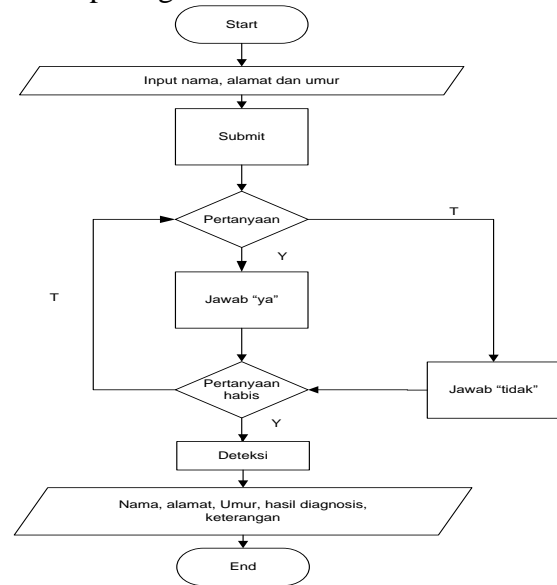 Start
Input nama, alamat dan umur
Submit
Pertanyaan
T
Y
Jawab "ya"
T
Pertanyaan
habis
Jawab "tidak"
Y
Deteksi
Nama, alamat, Umur, hasil diagnosis,
keterangan
End